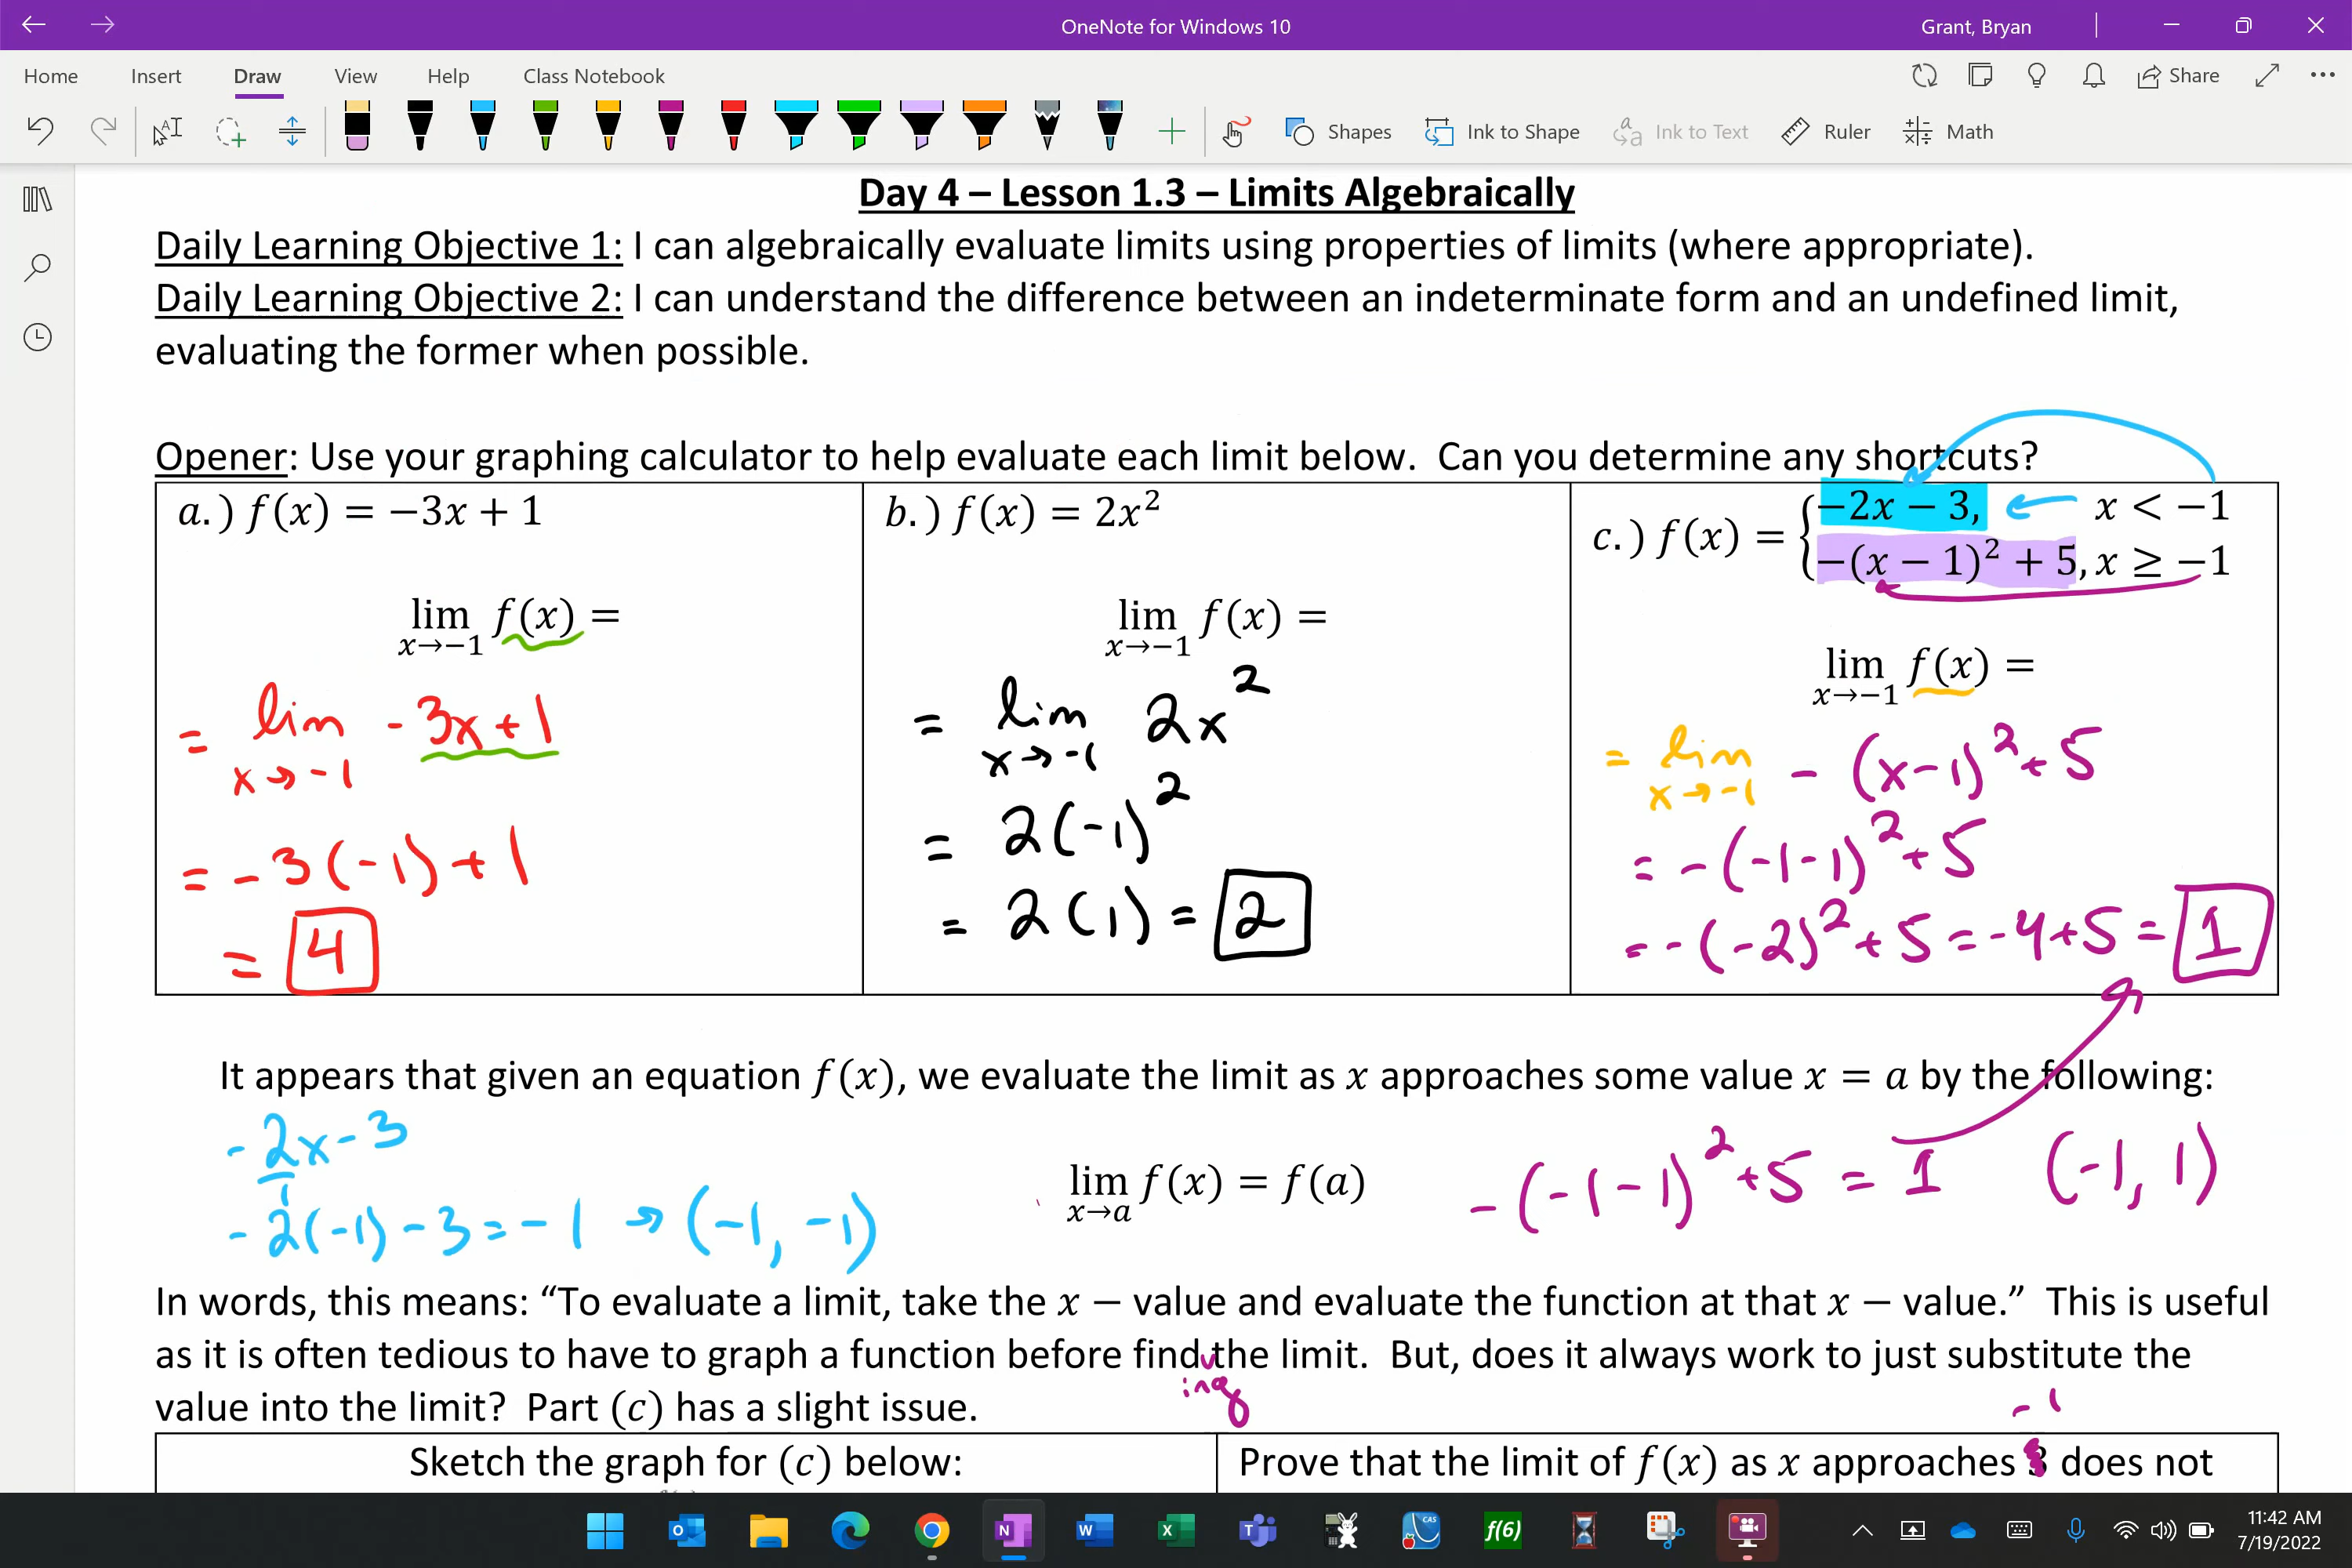 OneNote for Windows 10
Grant, Bryan
Home Insert Draw View Help Class Notebook
Share
Shapes Ink to Shape Ink to Text Ruler Math
Day 4 – Lesson 1.3 – Limits Algebraically
Daily Learning Objective 1: I can algebraically evaluate limits using properties of limits (where appropriate).
Daily Learning Objective 2: I can understand the difference between an indeterminate form and an undefined limit,
evaluating the former when possible.
Opener: Use your graphing calculator to help evaluate each limit below. Can you determine any shortcuts?
a.) f(x) = −3x + 1
lim f(x) =
x→−1
= lim -3x+1
x→-1
= -3(-1)+1
= 4
b.) f(x) = 2x²
lim f(x) =
x→−1
= lim 2x²
x→-1
= 2(-1)²
= 2(1) = 2
c.) f(x) = { −2x − 3, x < −1
−(x − 1)² + 5, x ≥ −1
lim f(x) =
x→−1
= lim -(x-1)²+5
x→-1
= -(-1-1)²+5
= -(-2)²+5 = -4+5 = 1
It appears that given an equation f(x), we evaluate the limit as x approaches some value x = a by the following:
-2x-3
-2(-1)-3=-1 → (-1, -1)
lim f(x) = f(a)
x→a
-(-1-1)²+5 = 1 (-1, 1)
In words, this means: “To evaluate a limit, take the x − value and evaluate the function at that x − value.” This is useful
as it is often tedious to have to graph a function before find the limit. But, does it always work to just substitute the
ing
value into the limit? Part (c) has a slight issue.
-1
Sketch the graph for (c) below:
Prove that the limit of f(x) as x approaches 3 does not
CAS
f(6)
11:42 AM
7/19/2022